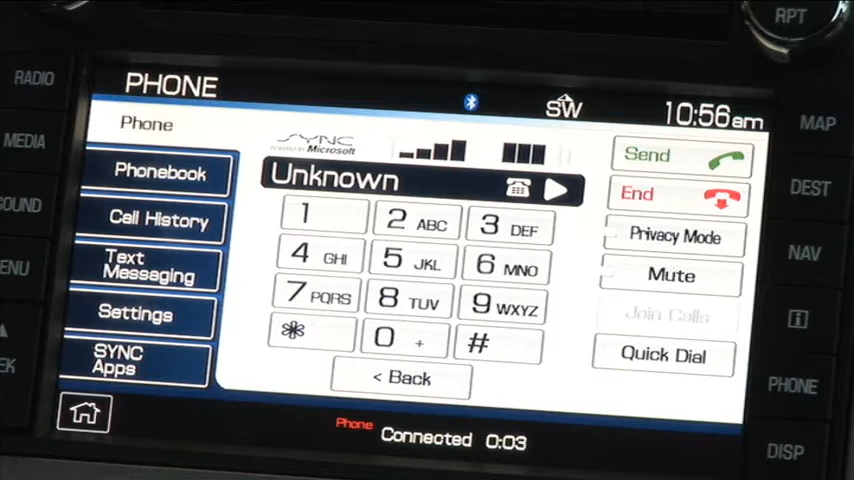 RPT
RADIO
PHONE
SW
10:56am
MAP
MEDIA
Phone
SYNC
POWERED BY Microsoft
Send
Phonebook
Unknown
End
DEST
SOUND
Call History
1
2 ABC
3 DEF
Privacy Mode
Text
Messaging
4 GHI
5 JKL
6 MNO
Mute
NAV
ENU
Settings
7 PQRS
8 TUV
9 WXYZ
Join Calls
i
SYNC
Apps
*
0 +
#
Quick Dial
EK
< Back
PHONE
Phone
Connected 0:03
DISP